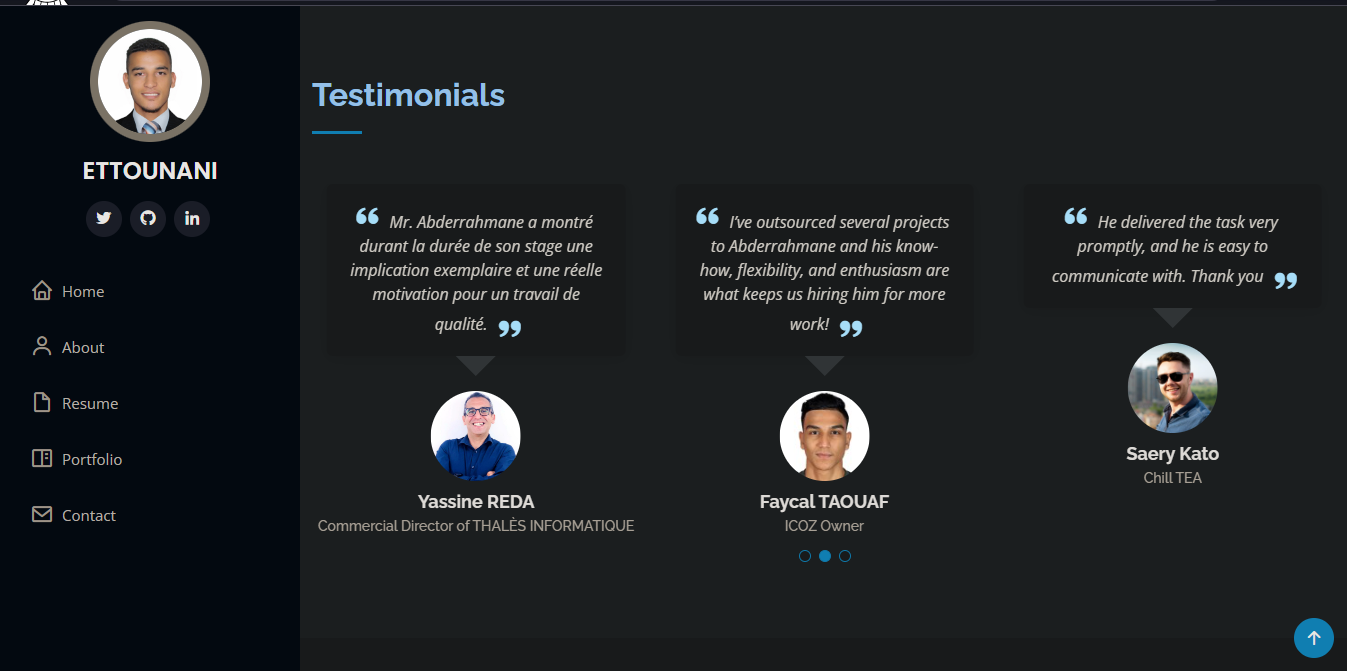 ETTOUNANI
Home
About
Resume
Portfolio
Contact
Testimonials
“ Mr. Abderrahmane a montré
durant la durée de son stage une
implication exemplaire et une réelle
motivation pour un travail de
qualité. ”
Yassine REDA
Commercial Director of THALÈS INFORMATIQUE
“ I’ve outsourced several projects
to Abderrahmane and his know-
how, flexibility, and enthusiasm are
what keeps us hiring him for more
work! ”
Faycal TAOUAF
ICOZ Owner
“ He delivered the task very
promptly, and he is easy to
communicate with. Thank you ”
Saery Kato
Chill TEA